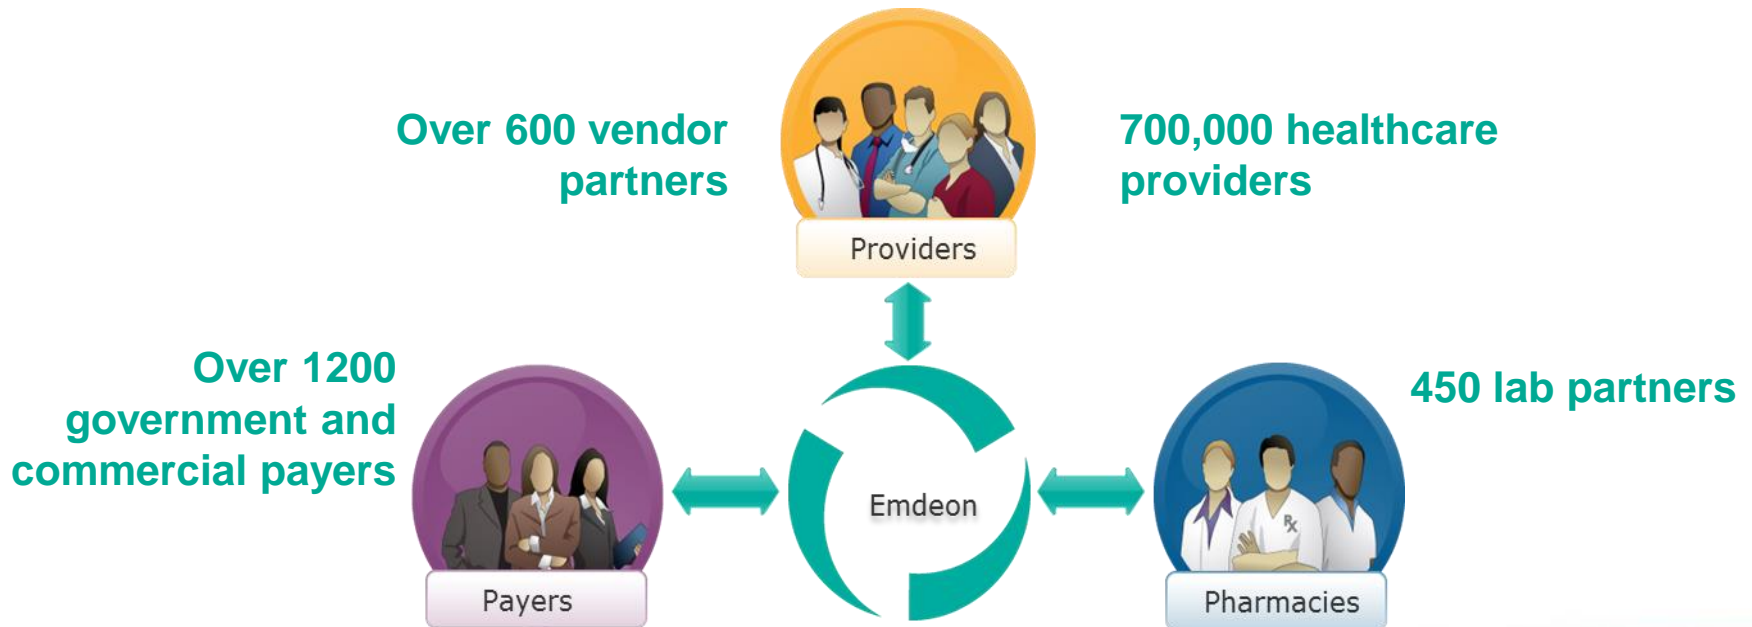 Over 600 vendor
partners
700,000 healthcare
providers
Providers
Over 1200
government and
commercial payers
450 lab partners
Emdeon
Rx
Payers
Pharmacies